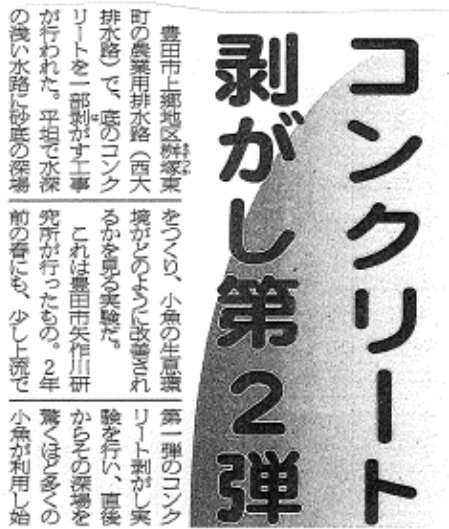 コンクリート
剥がし第2弾
豊田市上郷地区桝塚東
町の農業用排水路（西大
排水路）で、底のコンク
リートを一部剥がす工事
が行われた。平坦で水深
の浅い水路に砂底の深場
をつくり、小魚の生息環
境がどのように改善され
るかを見る実験だ。
これは豊田市矢作川研
究所が行ったもの。2年
前の春にも、少し上流で
第一弾のコンク
リート剥がし実
験を行い、直後
からその深場を
驚くほど多くの
小魚が利用し始